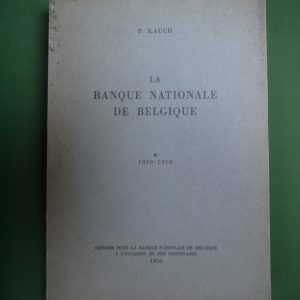 P. KAUCH
LA
BANQUE NATIONALE
DE BELGIQUE
★
1850-1918
IMPRIMÉ POUR LA BANQUE NATIONALE DE BELGIQUE
A L'OCCASION DE SON CENTENAIRE
1950